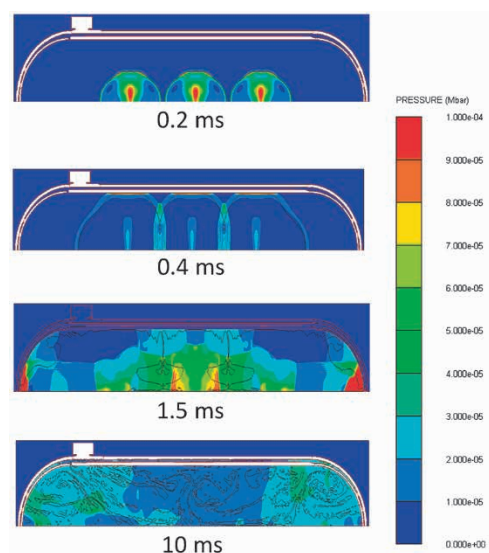 0.2 ms
0.4 ms
1.5 ms
10 ms
PRESSURE (Mbar)
1.000e-04
9.000e-05
8.000e-05
7.000e-05
6.000e-05
5.000e-05
4.000e-05
3.000e-05
2.000e-05
1.000e-05
0.000e+00